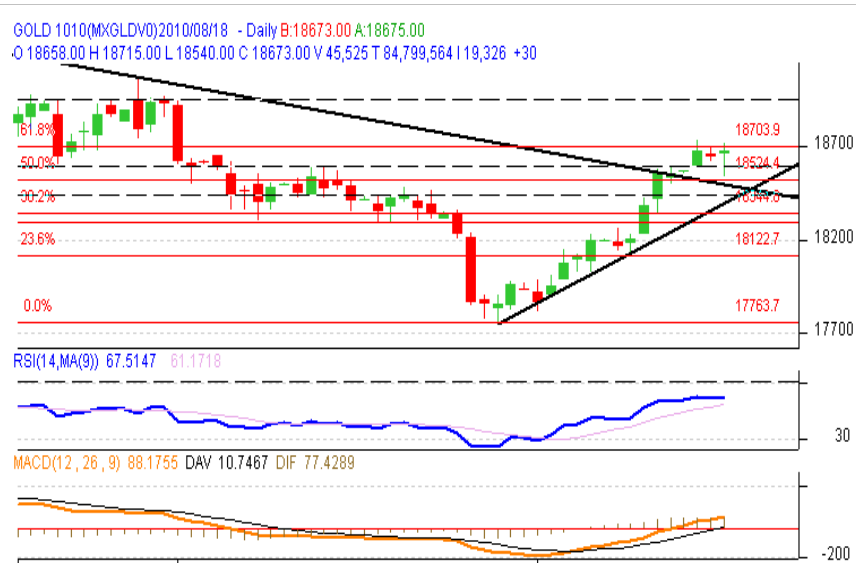 GOLD 1010(MXGLDV0)2010/08/18 - Daily B:18673.00 A:18675.00
O 18658.00 H 18715.00 L 18540.00 C 18673.00 V 45,525 T 84,799,564 I 19,326 +30
61.8% 18703.9
18700
50.0% 18524.4
23.6% 18122.7
18200
0.0% 17763.7
17700
RSI(14,MA(9)) 67.5147 61.1718
30
MACD(12 , 26 , 9) 88.1755 DAV 10.7467 DIF 77.4289
-200